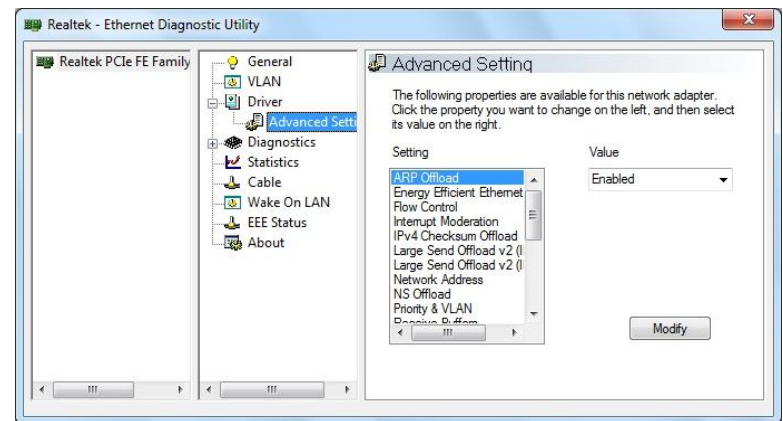 Realtek - Ethernet Diagnostic Utility
Realtek PCIe FE Family
General
VLAN
Driver
Advanced Setti
Diagnostics
Statistics
Cable
Wake On LAN
EEE Status
About
Advanced Setting
The following properties are available for this network adapter.
Click the property you want to change on the left, and then select
its value on the right.
Setting
Value
ARP Offload
Energy Efficient Ethernet
Flow Control
Interrupt Moderation
IPv4 Checksum Offload
Large Send Offload v2 (I
Large Send Offload v2 (I
Network Address
NS Offload
Priority & VLAN
Receive Buffers
Enabled
Modify